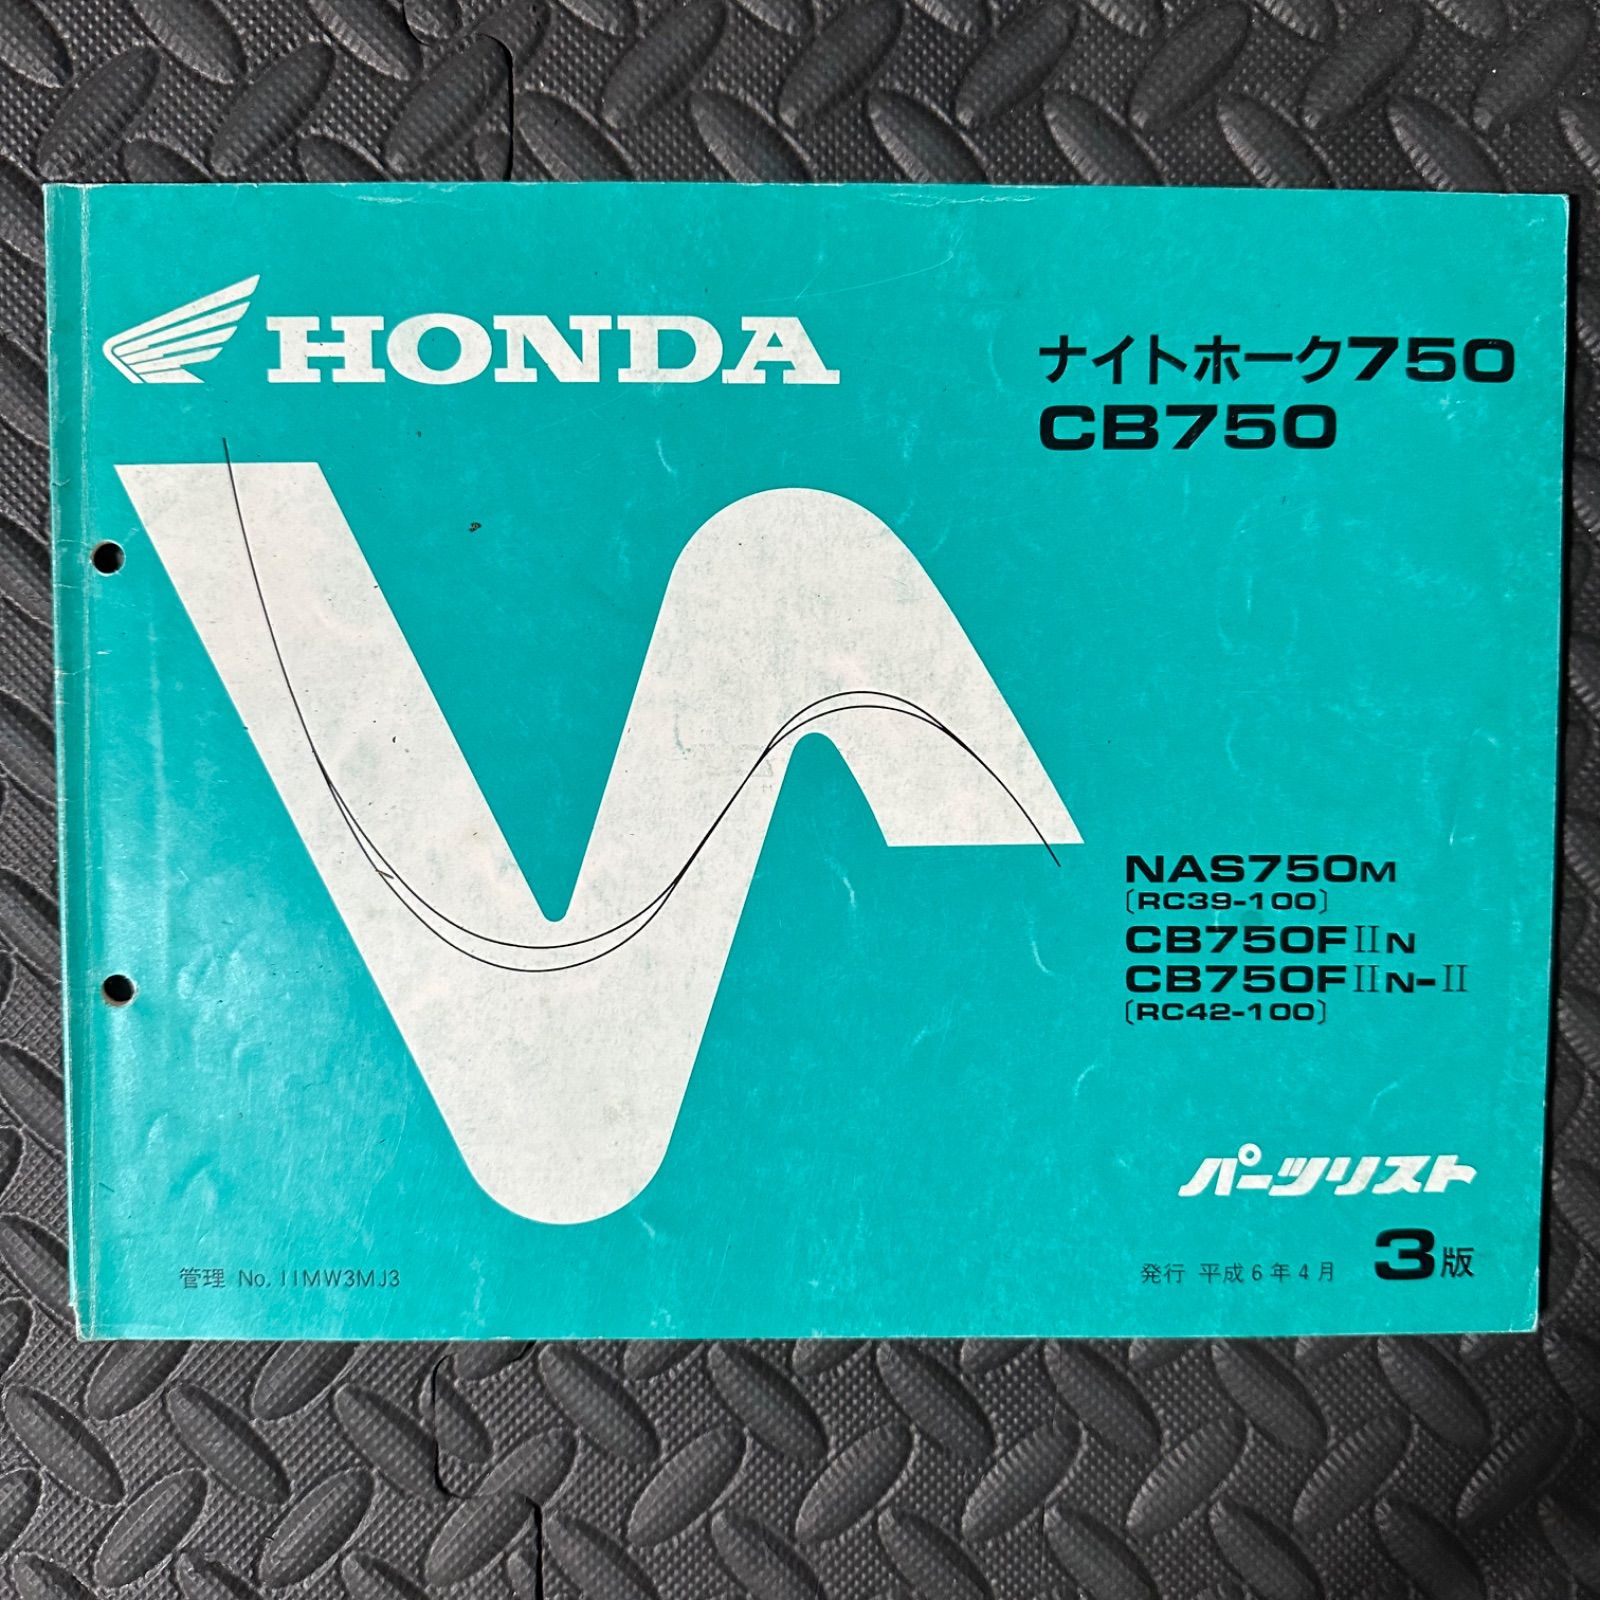 HONDA
ナイトホーク750
CB750
NAS750M
[RC39-100]
CB750FⅡN
CB750FⅡN-Ⅱ
[RC42-100]
パーツリスト
管理 No. 11MW3MJ3
発行 平成6年4月 3版